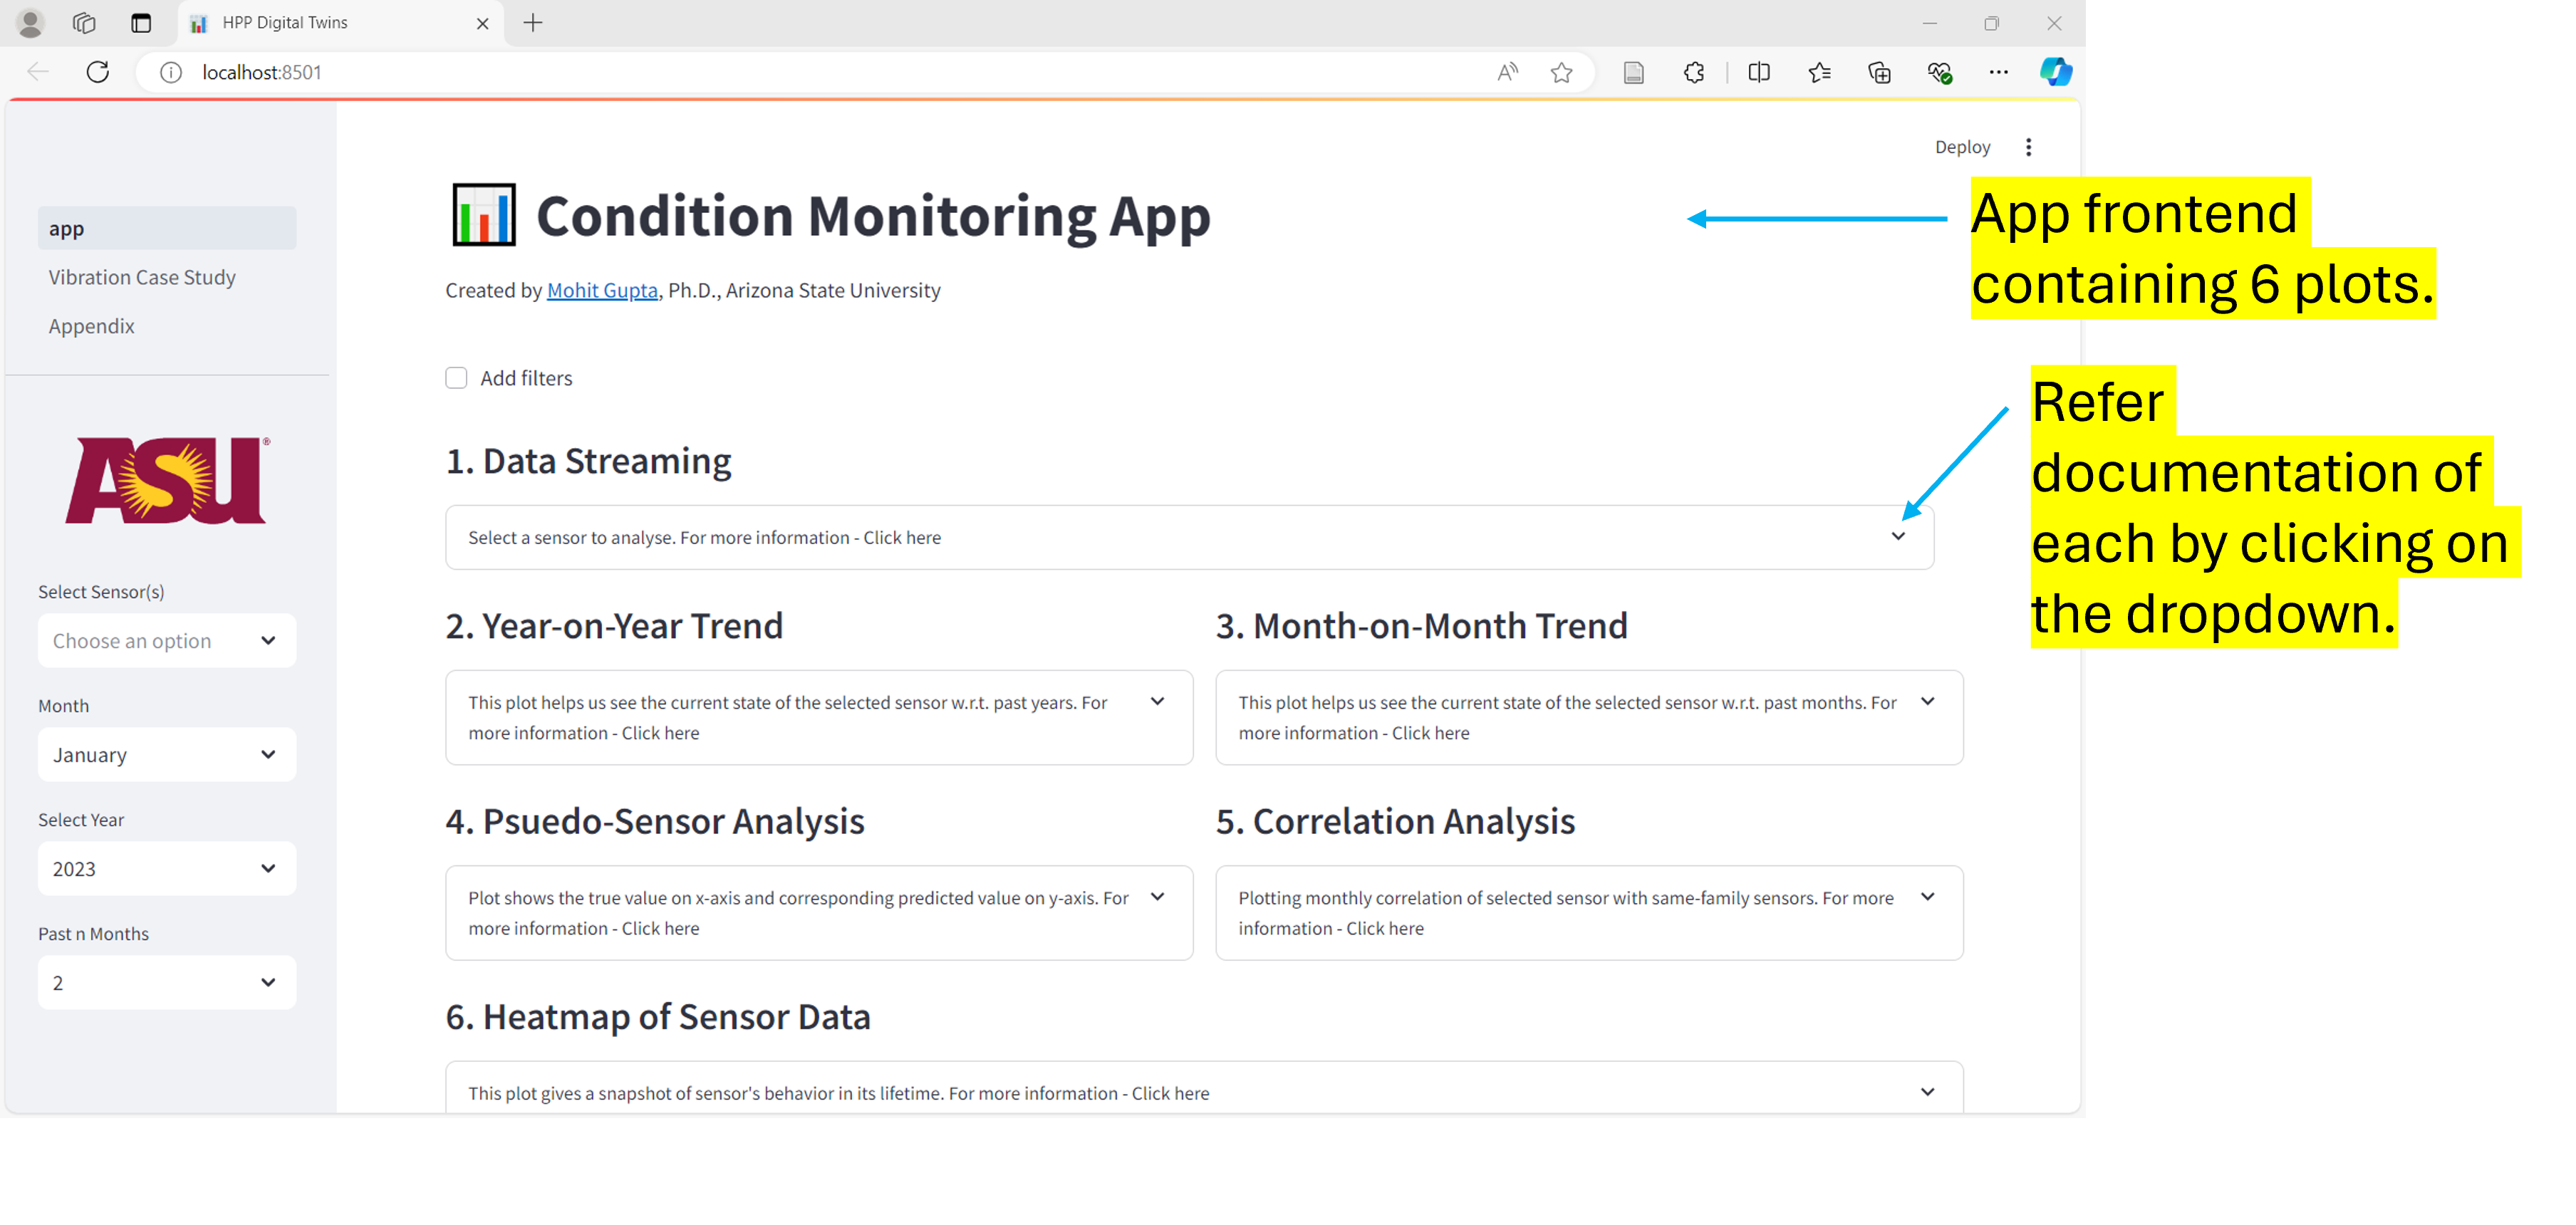 HPP Digital Twins
localhost:8501
Deploy
app
Vibration Case Study
Appendix
ASU
Select Sensor(s)
Choose an option
Month
January
Select Year
2023
Past n Months
2
Condition Monitoring App
Created by Mohit Gupta, Ph.D., Arizona State University
Add filters
1. Data Streaming
Select a sensor to analyse. For more information - Click here
2. Year-on-Year Trend
This plot helps us see the current state of the selected sensor w.r.t. past years. For
more information - Click here
3. Month-on-Month Trend
This plot helps us see the current state of the selected sensor w.r.t. past months. For
more information - Click here
4. Psuedo-Sensor Analysis
Plot shows the true value on x-axis and corresponding predicted value on y-axis. For
more information - Click here
5. Correlation Analysis
Plotting monthly correlation of selected sensor with same-family sensors. For more
information - Click here
6. Heatmap of Sensor Data
This plot gives a snapshot of sensor's behavior in its lifetime. For more information - Click here
App frontend
containing 6 plots.
Refer
documentation of
each by clicking on
the dropdown.